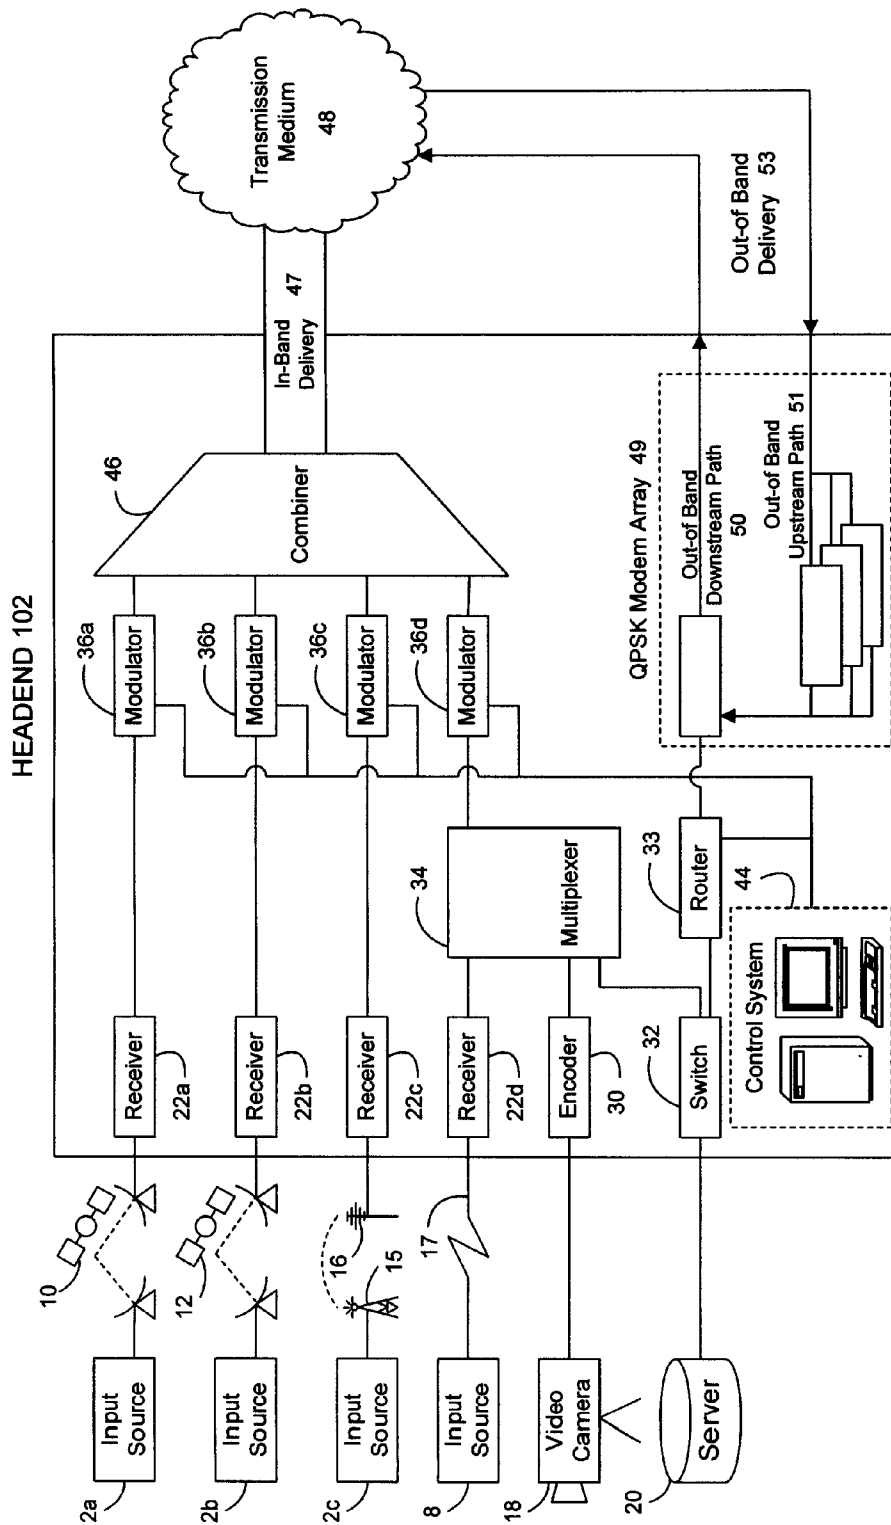 HEADEND 102
2a
Input
Source
10
Receiver
22a
Modulator
36a
2b
Input
Source
12
Receiver
22b
Modulator
36b
2c
Input
Source
15
16
Receiver
22c
Modulator
36c
8
Input
Source
17
Receiver
22d
34
Multiplexer
Modulator
36d
46
Combiner
In-Band
Delivery
47
Transmission
Medium
48
18
Video
Camera
Encoder
30
20
Server
Switch
32
Router
33
44
Control System
QPSK Modem Array 49
Out-of Band
Downstream Path
50
Out-of Band
Upstream Path 51
Out-of Band
Delivery 53